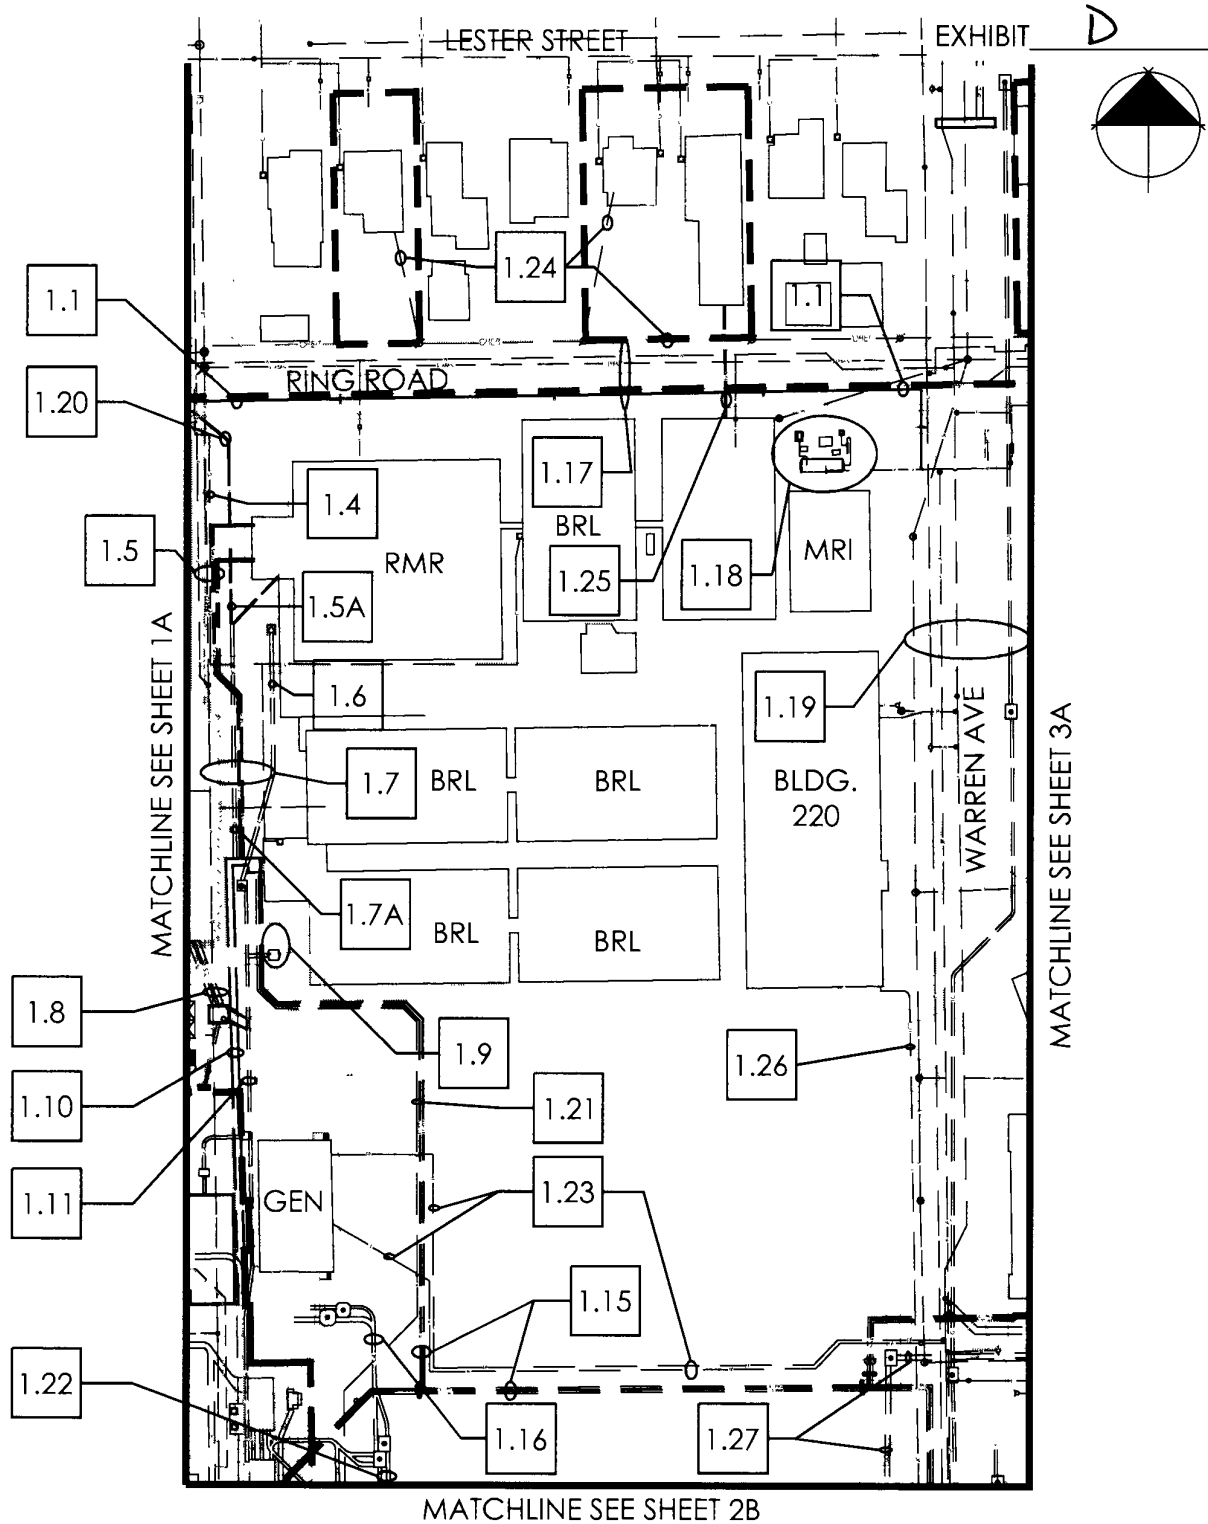 LESTER STREET
EXHIBIT D
1.1
1.24
1.1
RING ROAD
1.20
1.17
1.4
BRL
1.5
RMR
1.25
1.18
MRI
1.5A
1.6
1.19
MATCHLINE SEE SHEET 1A
WARREN AVE
MATCHLINE SEE SHEET 3A
1.7
BRL
BRL
BLDG.
220
1.7A
BRL
BRL
1.8
1.9
1.26
1.10
1.21
1.11
GEN
1.23
1.15
1.22
1.16
1.27
MATCHLINE SEE SHEET 2B